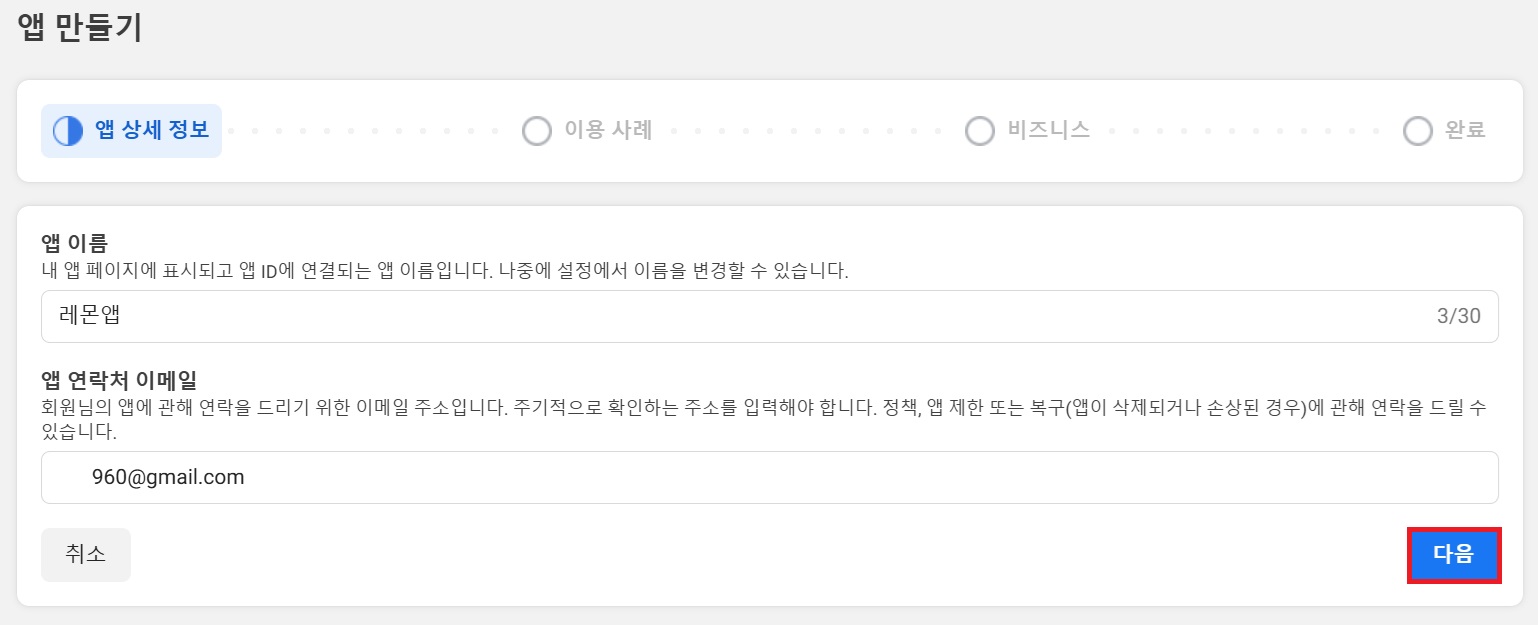 앱 만들기
앱 상세 정보
이용 사례
비즈니스
완료
앱 이름
내 앱 페이지에 표시되고 앱 ID에 연결되는 앱 이름입니다. 나중에 설정에서 이름을 변경할 수 있습니다.
레몬앱
3/30
앱 연락처 이메일
회원님의 앱에 관해 연락을 드리기 위한 이메일 주소입니다. 주기적으로 확인하는 주소를 입력해야 합니다. 정책, 앱 제한 또는 복구(앱이 삭제되거나 손상된 경우)에 관해 연락을 드릴 수
있습니다.
960@gmail.com
취소
다음